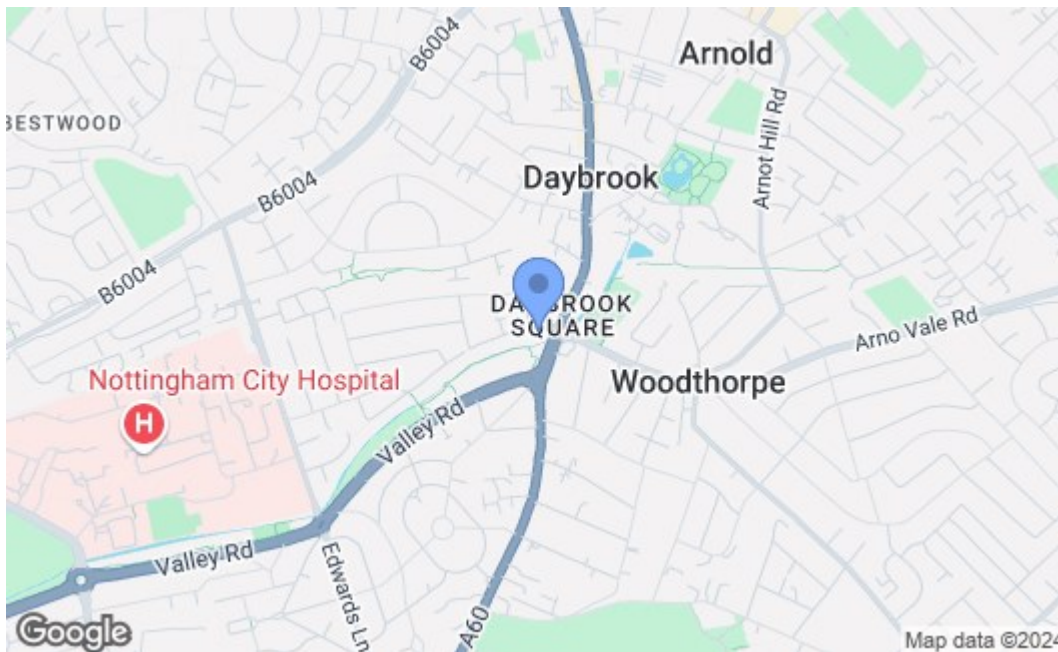 B6004
Arnold
BESTWOOD
Arnot Hill Rd
Daybrook
B6004
B6004
DAYBROOK
SQUARE
Arno Vale Rd
Nottingham City Hospital
H
Woodthorpe
Valley Rd
Valley Rd
Edwards Ln
A60
Google
Map data ©2024